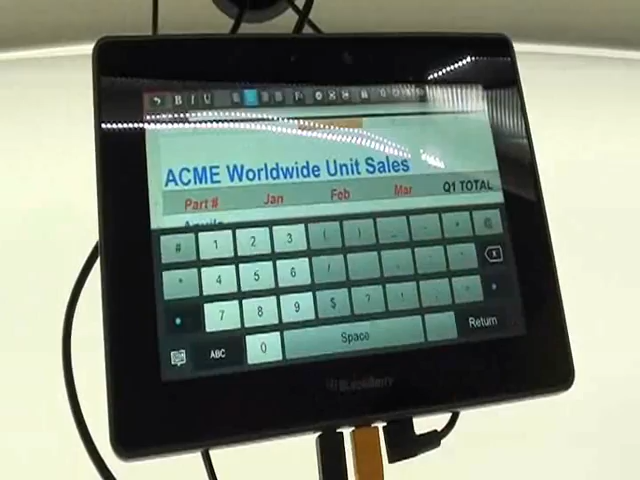 B I U
ACME Worldwide Unit Sales
Part # Jan Feb Mar Q1 TOTAL
# 1 2 3 ( ) _ - + @
4 5 6 /
7 8 9 $ ? !
ABC 0 Space Return
BlackBerry